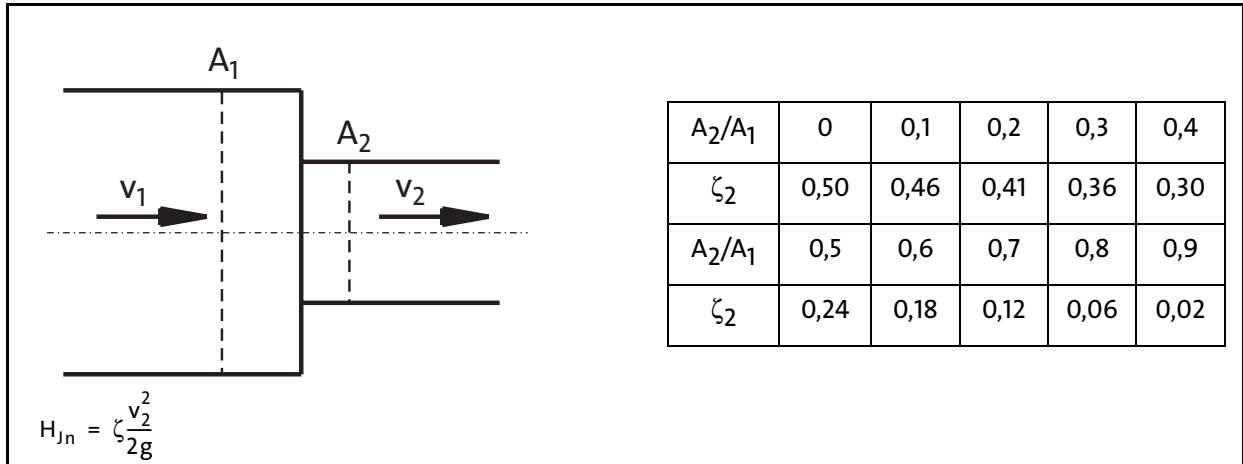 A₁
A₂
v₁
v₂
H_Jn = ζ v₂²/2g
A₂/A₁ 0 0,1 0,2 0,3 0,4
ζ₂ 0,50 0,46 0,41 0,36 0,30
A₂/A₁ 0,5 0,6 0,7 0,8 0,9
ζ₂ 0,24 0,18 0,12 0,06 0,02